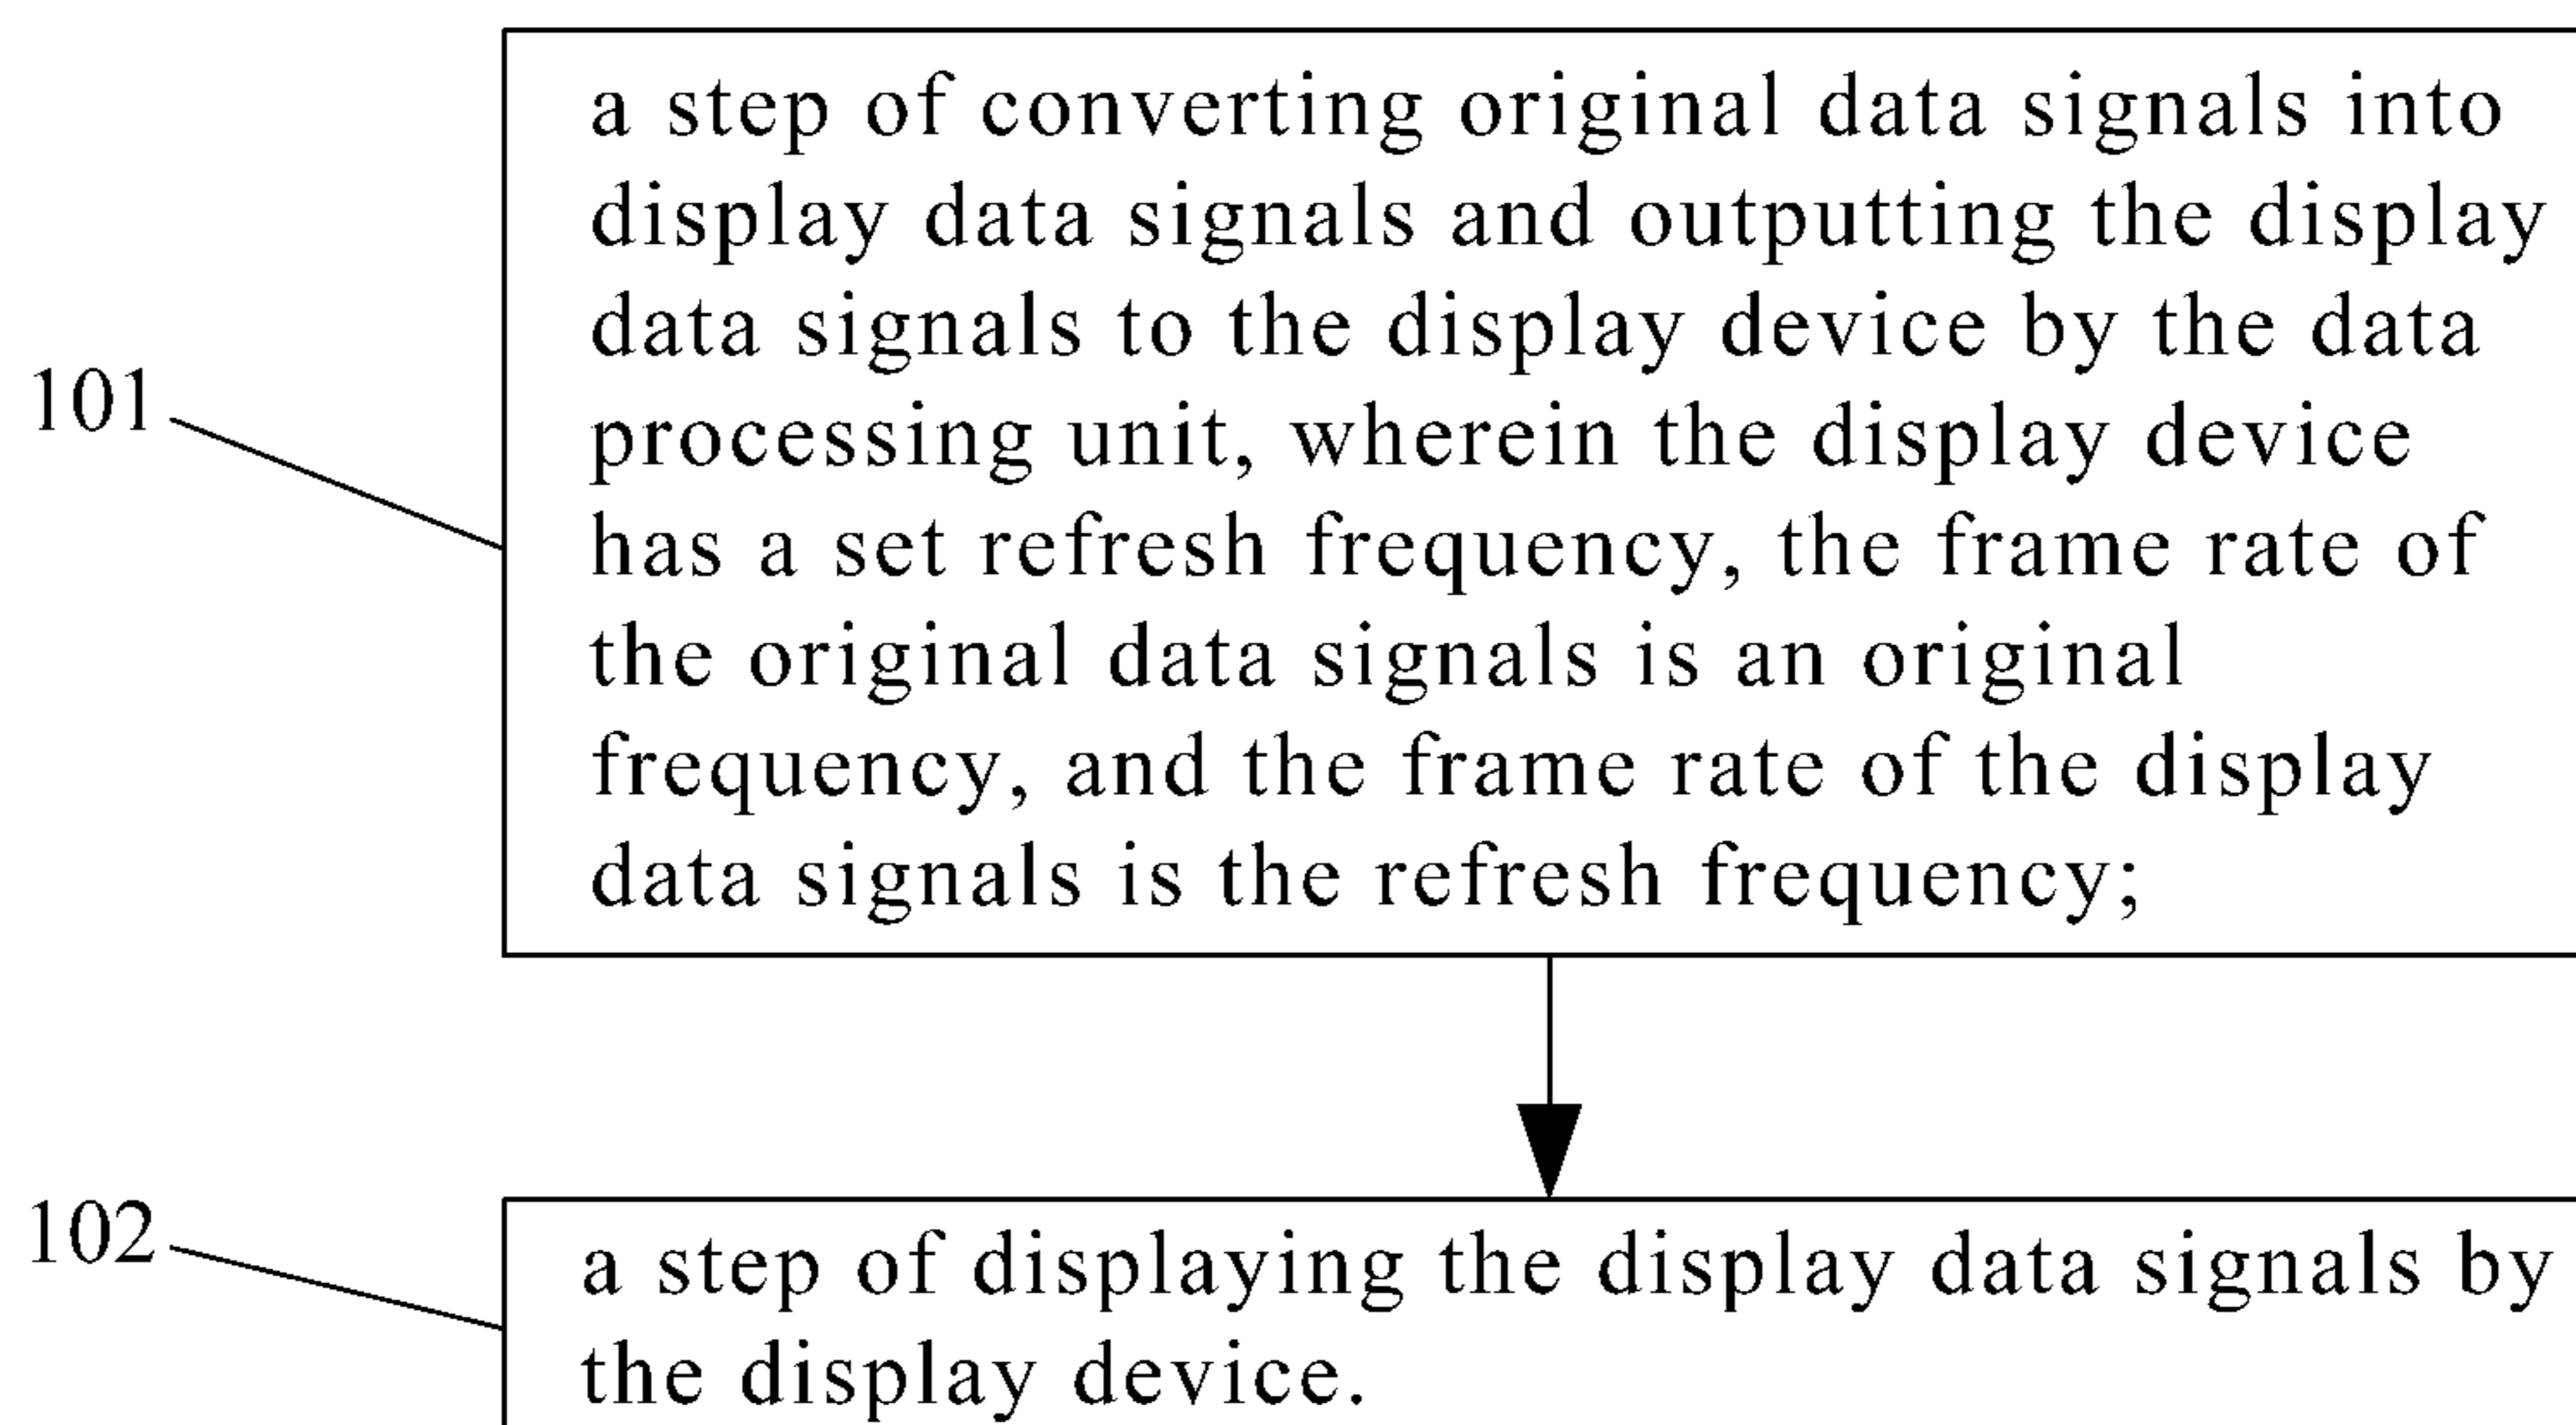 a step of converting original data signals into
display data signals and outputting the display
data signals to the display device by the data
101
processing unit, wherein the display device
has a set refresh frequency, the frame rate of
the original data signals is an original
frequency, and the frame rate of the display
data signals is the refresh frequency;
102
a step of displaying the display data signals by
the display device.